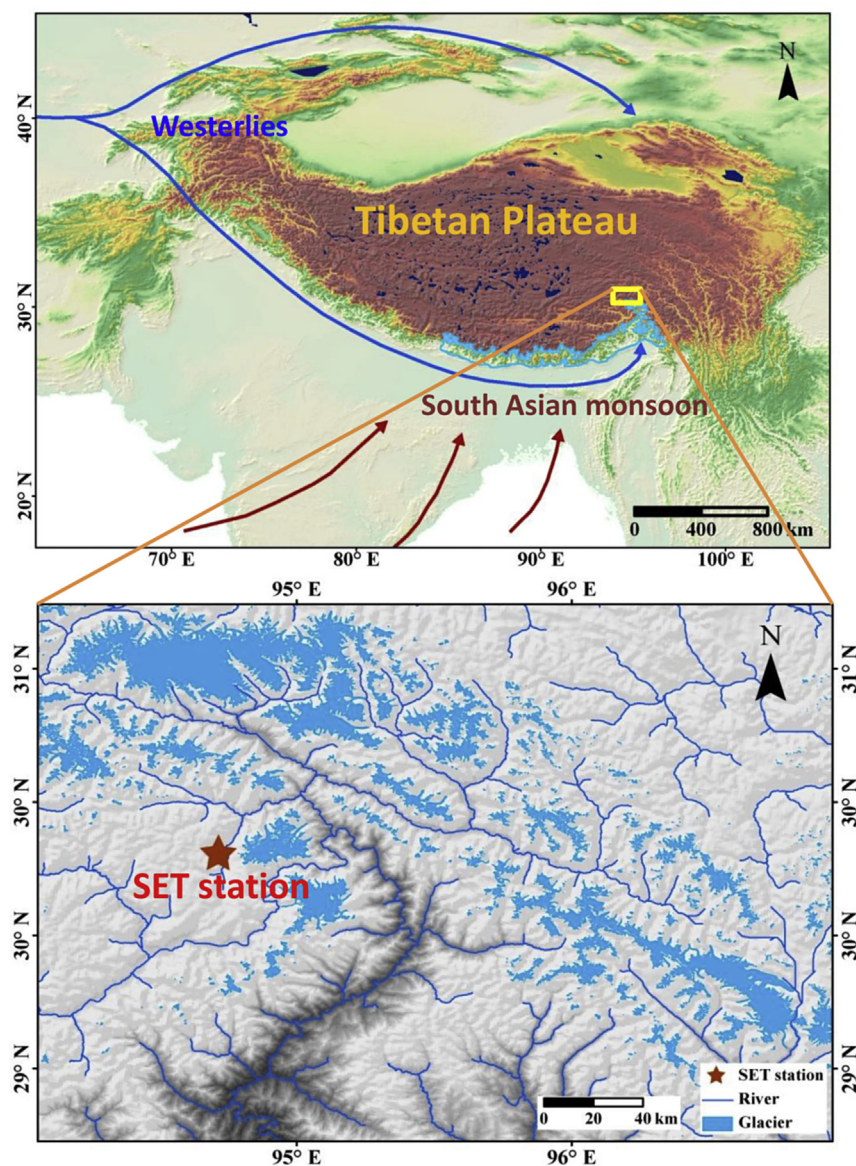 N
40° N
Westerlies
Tibetan Plateau
30° N
South Asian monsoon
20° N
0 400 800 km
70° E 80° E 90° E 100° E
95° E 96° E
N
31° N 31° N
30° N 30° N
SET station
30° N 30° N
29° N 29° N
SET station
River
Glacier
0 20 40 km
95° E 96° E